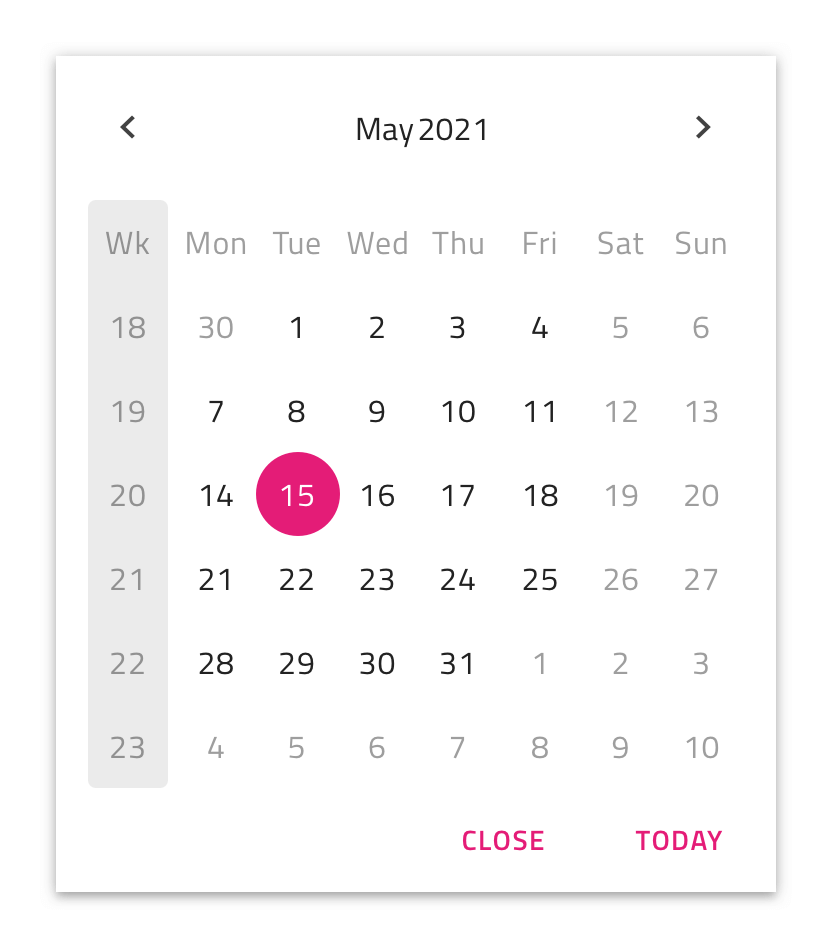 May 2021
Wk Mon Tue Wed Thu Fri Sat Sun
18 30 1 2 3 4 5 6
19 7 8 9 10 11 12 13
20 14 15 16 17 18 19 20
21 21 22 23 24 25 26 27
22 28 29 30 31 1 2 3
23 4 5 6 7 8 9 10
CLOSE TODAY